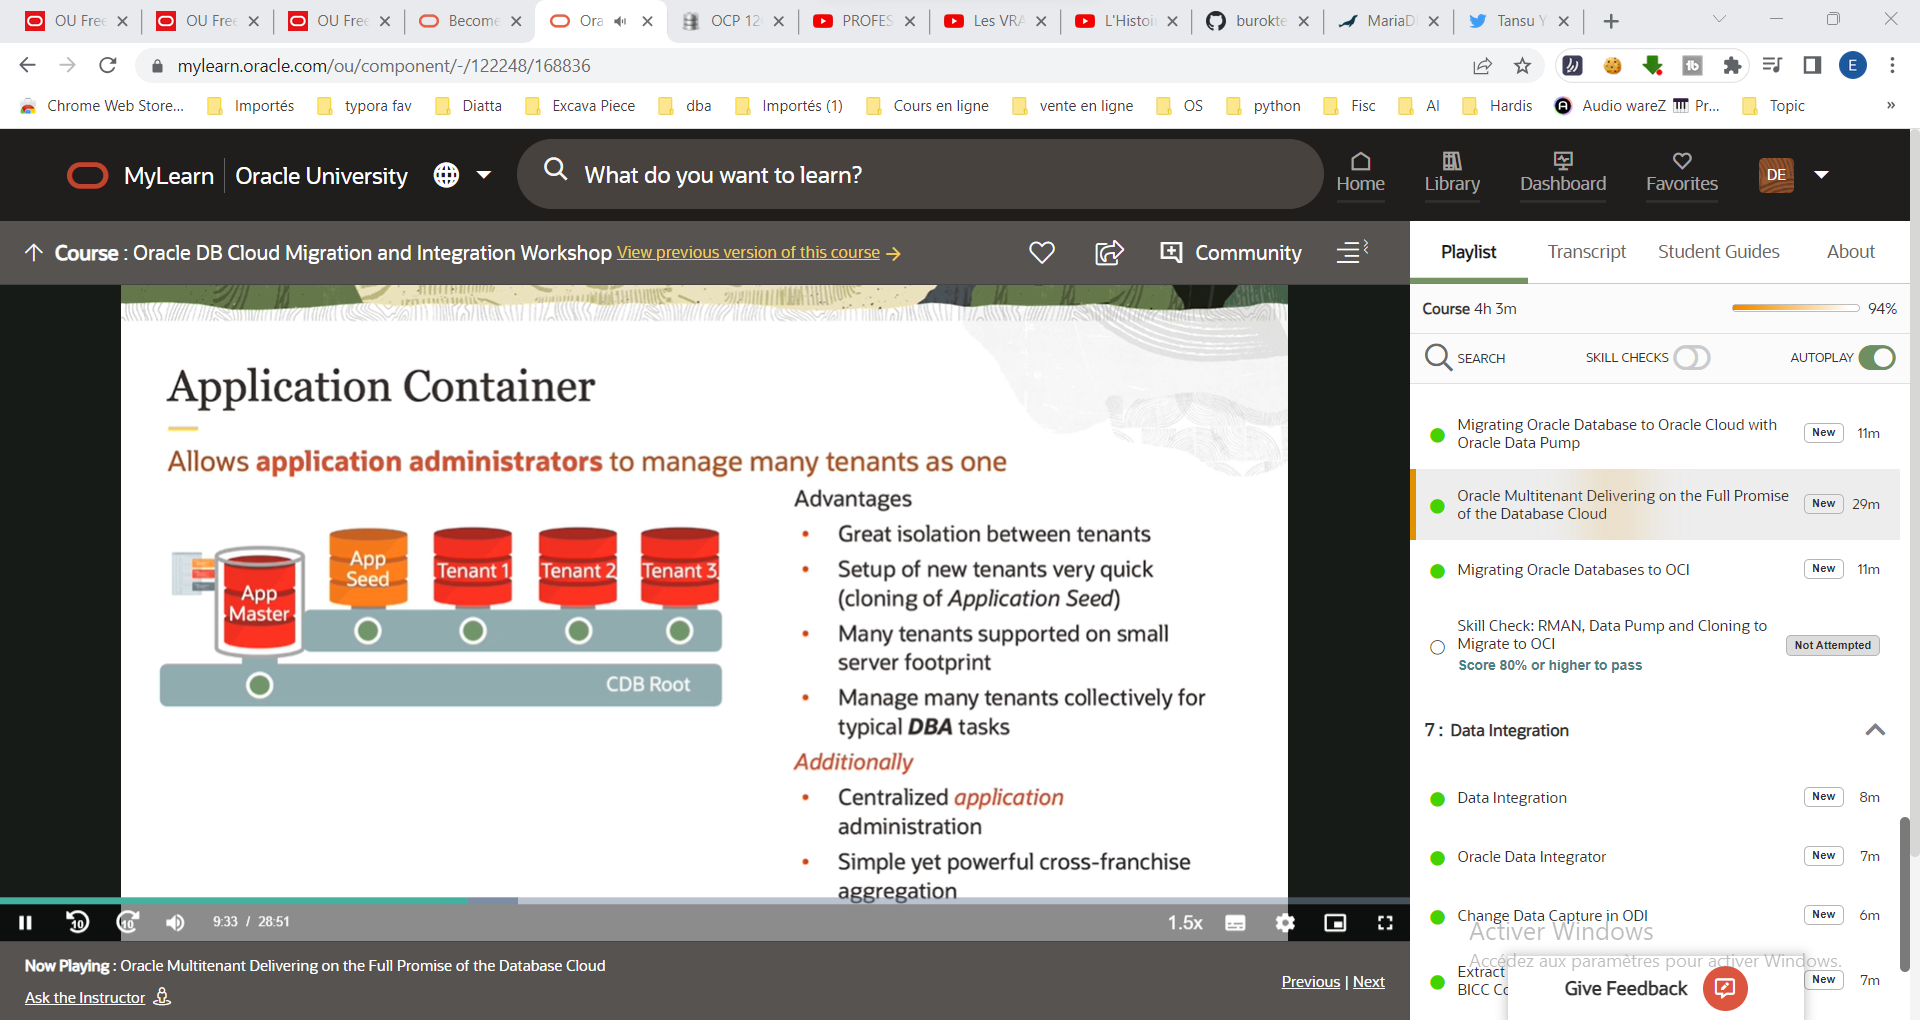 OU Free
OU Free
OU Free
Become
Ora
OCP 12
PROFES
Les VRA
L'Histoi
burokte
MariaD
Tansu Y
mylearn.oracle.com/ou/component/-/122248/168836
E
Chrome Web Store...
Importés
typora fav
Diatta
Excava Piece
dba
Importés (1)
Cours en ligne
vente en ligne
OS
python
Fisc
AI
Hardis
Audio wareZ
Pr...
Topic
»
MyLearn
Oracle University
What do you want to learn?
Home
Library
Dashboard
Favorites
DE
Course : Oracle DB Cloud Migration and Integration Workshop View previous version of this course →
Community
Playlist
Transcript
Student Guides
About
Course 4h 3m
94%
SEARCH
SKILL CHECKS
AUTOPLAY
Application Container
Allows application administrators to manage many tenants as one
App
Master
App
Seed
Tenant 1
Tenant 2
Tenant 3
CDB Root
Advantages
• Great isolation between tenants
• Setup of new tenants very quick
(cloning of Application Seed)
• Many tenants supported on small
server footprint
• Manage many tenants collectively for
typical DBA tasks
Additionally
• Centralized application
administration
• Simple yet powerful cross-franchise
aggregation
10
10
9:33 / 28:51
1.5x
Now Playing : Oracle Multitenant Delivering on the Full Promise of the Database Cloud
Ask the Instructor
Previous | Next
Migrating Oracle Database to Oracle Cloud with
Oracle Data Pump
New 11m
Oracle Multitenant Delivering on the Full Promise
of the Database Cloud
New 29m
Migrating Oracle Databases to OCI
New 11m
Skill Check: RMAN, Data Pump and Cloning to
Migrate to OCI
Not Attempted
Score 80% or higher to pass
7 : Data Integration
Data Integration
New 8m
Oracle Data Integrator
New 7m
Change Data Capture in ODI
New 6m
Activer Windows
Accédez aux paramètres pour activer Windows.
Extract
BICC Co
New 7m
Give Feedback